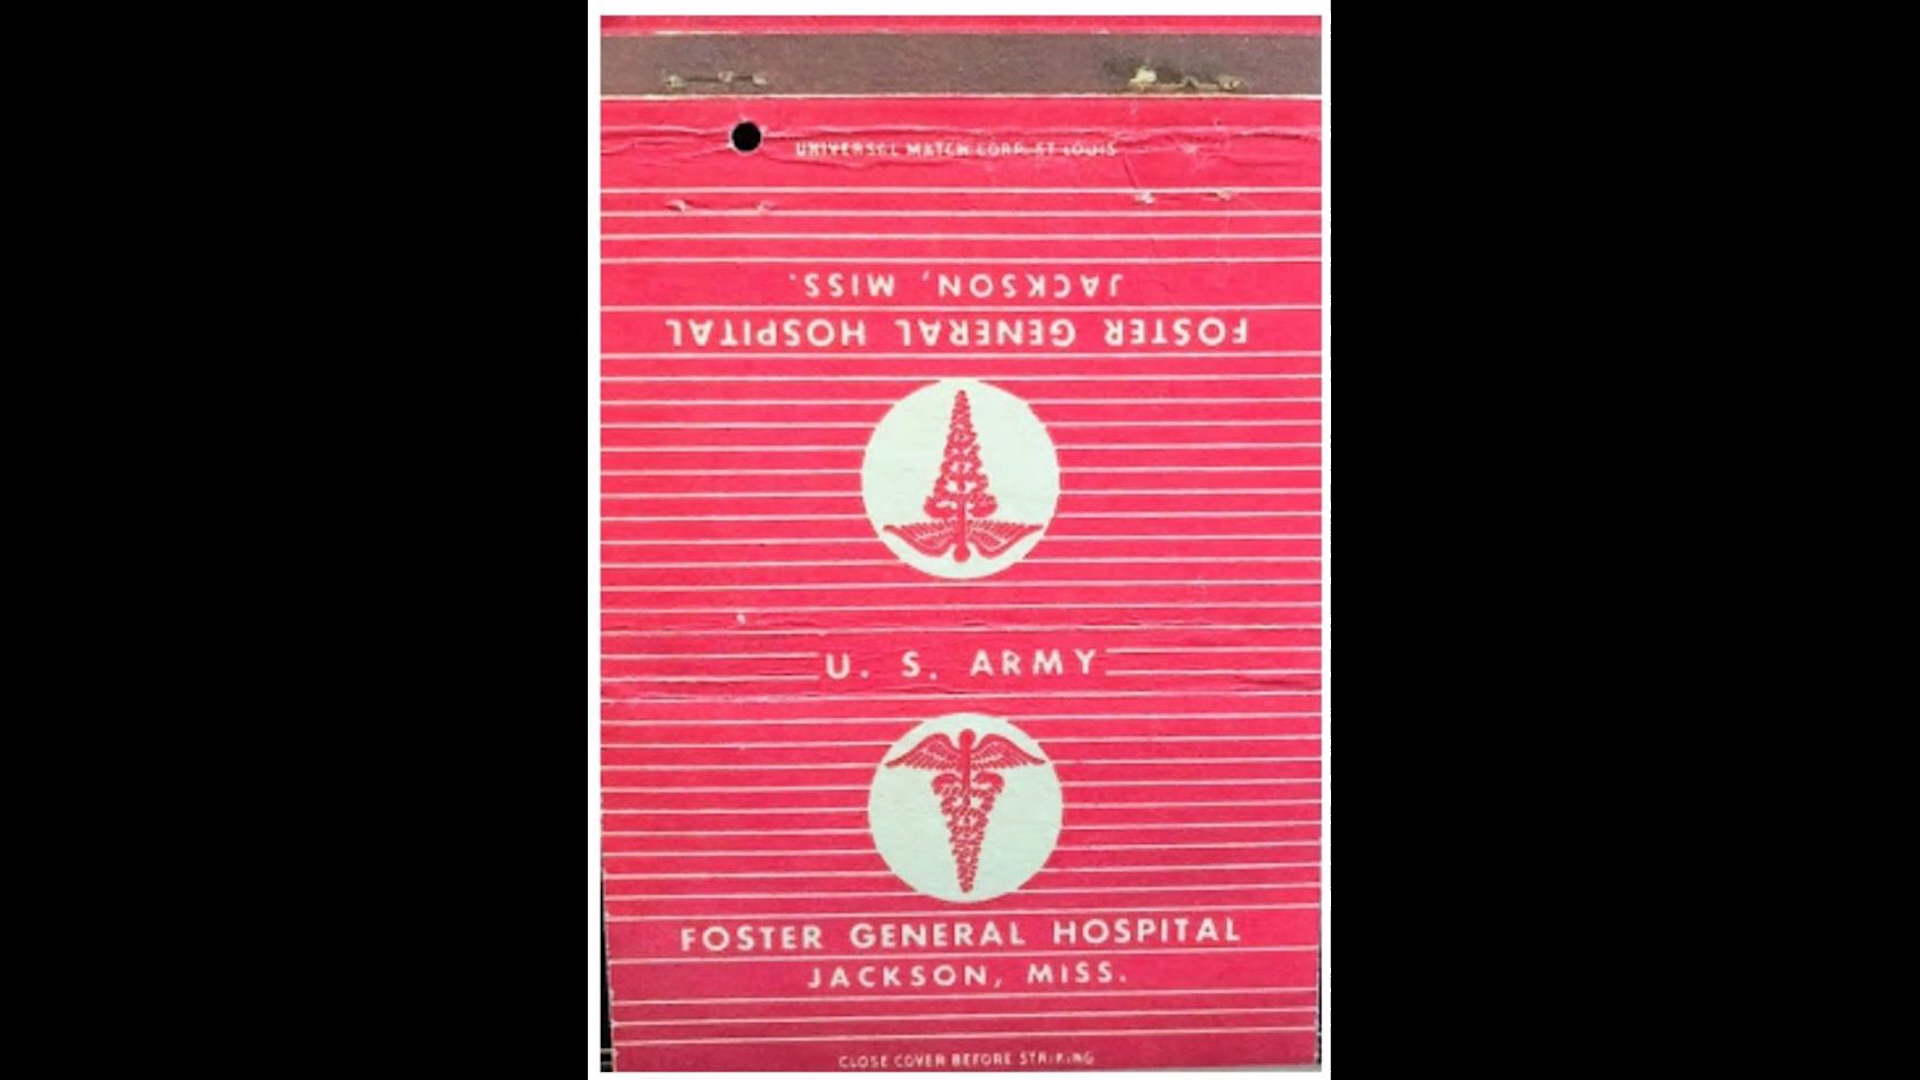 UNIVERSAL MATCH CORP. ST LOUIS
JACKSON, MISS.
FOSTER GENERAL HOSPITAL
U. S. ARMY
FOSTER GENERAL HOSPITAL
JACKSON, MISS.
CLOSE COVER BEFORE STRIKING